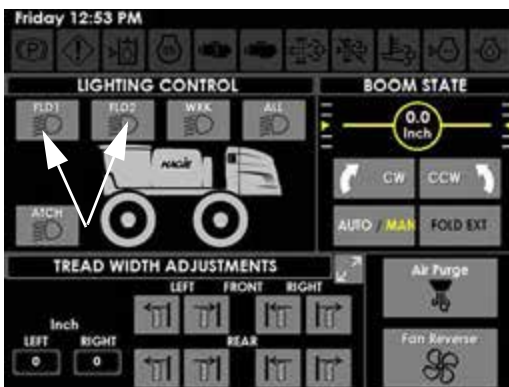 Friday 12:53 PM
LIGHTING CONTROL
BOOM STATE
FLD1 FLD2 WRK ALL
0.0
Inch
HAGIE
CW CCW
ATCH
AUTO / MAN FOLD EXT
TREAD WIDTH ADJUSTMENTS
Air Purge
LEFT FRONT RIGHT
Inch
LEFT RIGHT
REAR
Fan Reverse
0 0